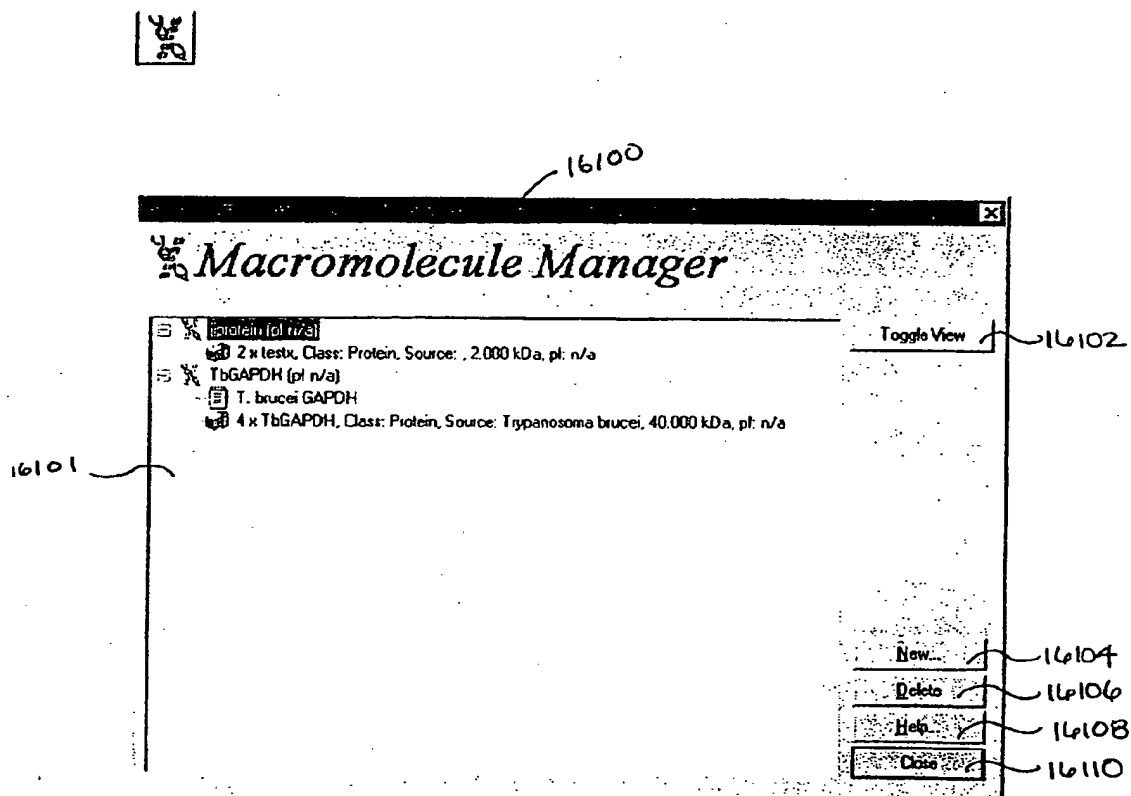 16100
Macromolecule Manager
protein (pI n/a)
2 x testx, Class: Protein, Source: , 2.000 kDa, pI: n/a
Toggle View
16102
TbGAPDH (pI n/a)
T. brucei GAPDH
4 x TbGAPDH, Class: Protein, Source: Trypanosoma brucei, 40.000 kDa, pI: n/a
16101
New...
16104
Delete
16106
Help...
16108
Close
16110